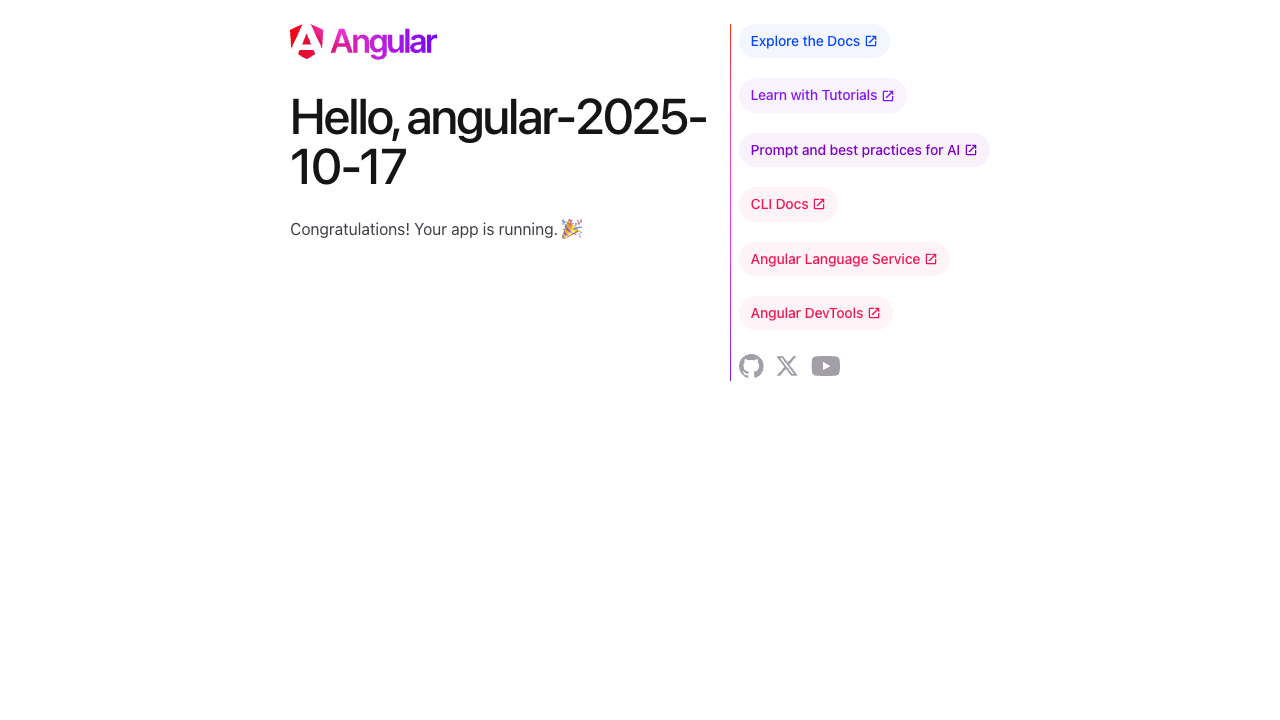 Angular
Hello, angular-2025-
10-17
Congratulations! Your app is running. 🎉
Explore the Docs
Learn with Tutorials
Prompt and best practices for AI
CLI Docs
Angular Language Service
Angular DevTools